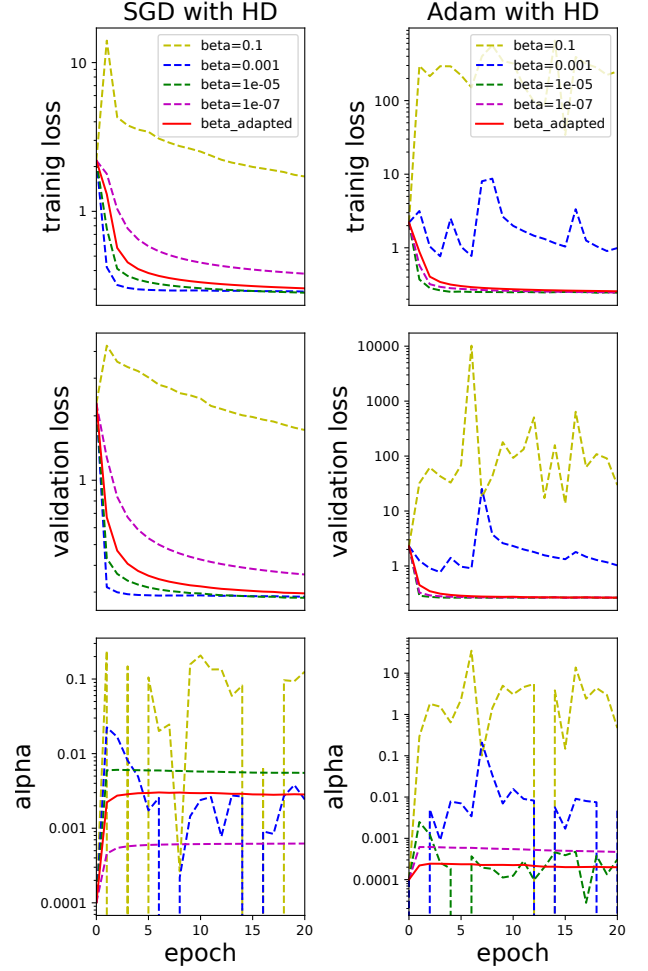 SGD with HD
Adam with HD
trainig loss
10
1
beta=0.1
beta=0.001
beta=1e-05
beta=1e-07
beta_adapted
trainig loss
100
10
1
beta=0.1
beta=0.001
beta=1e-05
beta=1e-07
beta_adapted
validation loss
1
validation loss
10000
1000
100
10
1
alpha
0.1
0.01
0.001
0.0001
0 5 10 15 20
epoch
alpha
10
1
0.1
0.01
0.001
0.0001
0 5 10 15 20
epoch